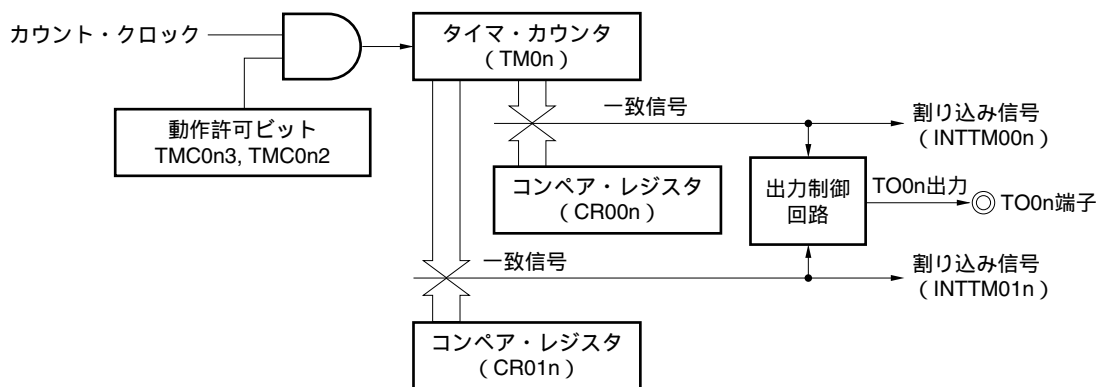 カウント・クロック
タイマ・カウンタ
(TM0n)
動作許可ビット
TMC0n3, TMC0n2
一致信号
割り込み信号
(INTTM00n)
コンペア・レジスタ
(CR00n)
出力制御
回路
TO0n出力
TO0n端子
一致信号
割り込み信号
(INTTM01n)
コンペア・レジスタ
(CR01n)